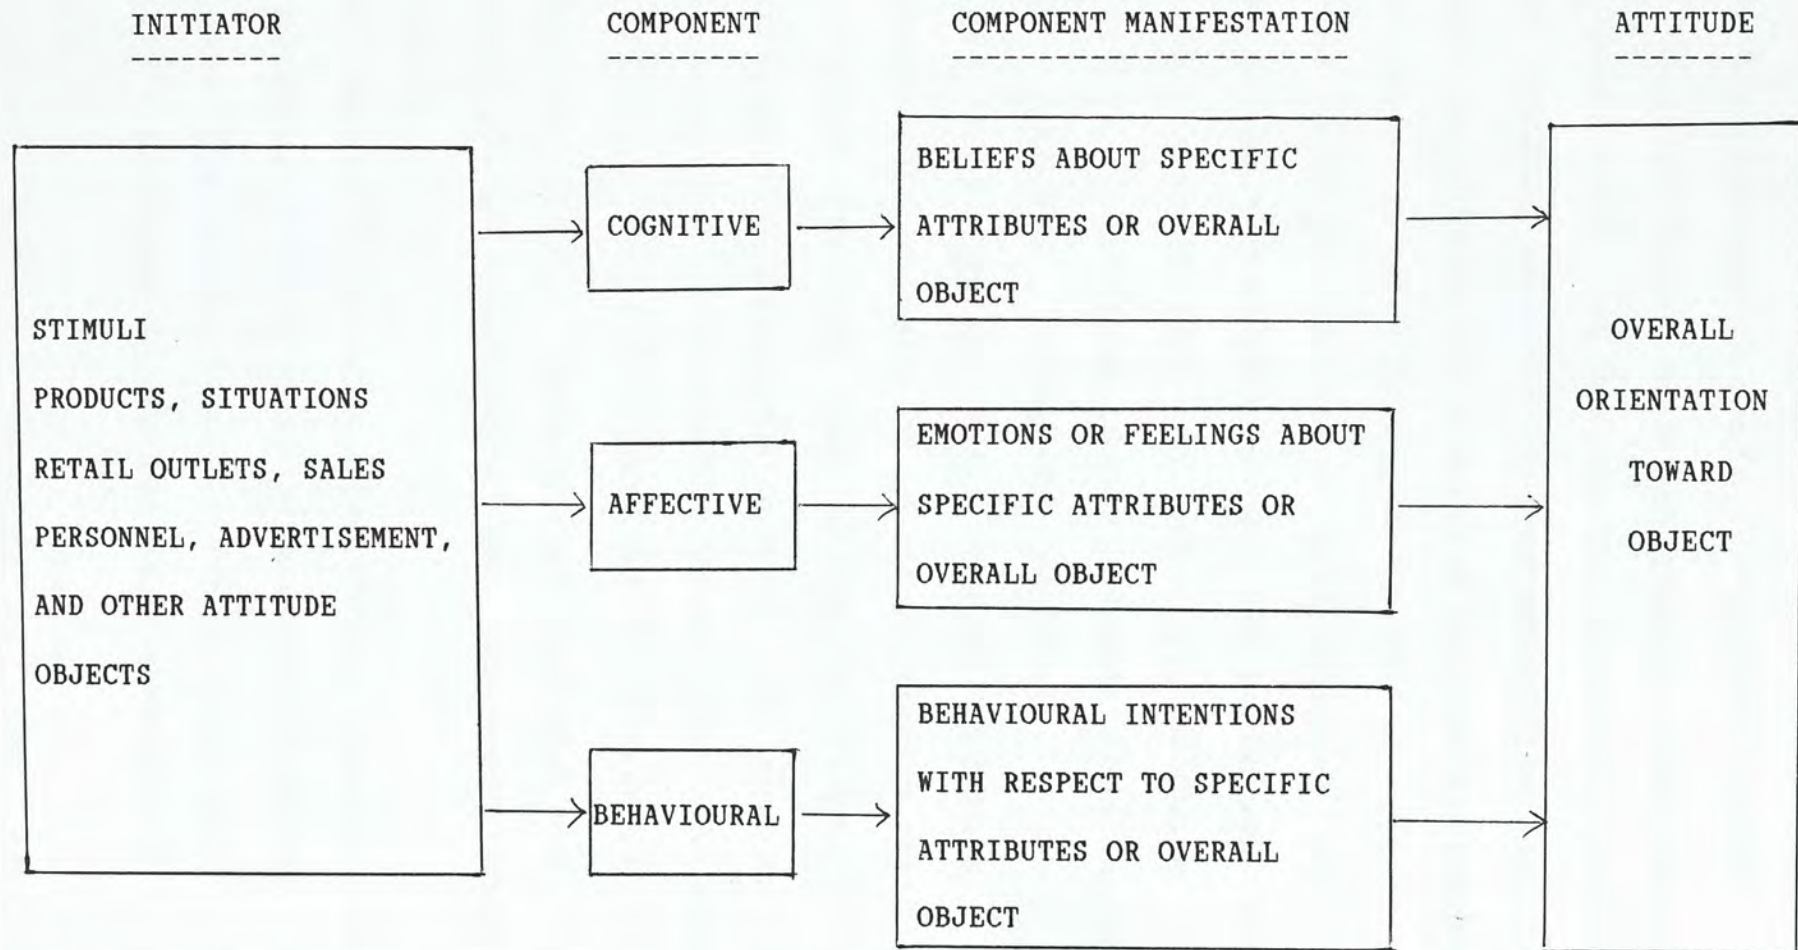 INITIATOR
COMPONENT
COMPONENT MANIFESTATION
ATTITUDE
STIMULI
PRODUCTS, SITUATIONS
RETAIL OUTLETS, SALES
PERSONNEL, ADVERTISEMENT,
AND OTHER ATTITUDE
OBJECTS
COGNITIVE
BELIEFS ABOUT SPECIFIC
ATTRIBUTES OR OVERALL
OBJECT
AFFECTIVE
EMOTIONS OR FEELINGS ABOUT
SPECIFIC ATTRIBUTES OR
OVERALL OBJECT
BEHAVIOURAL
BEHAVIOURAL INTENTIONS
WITH RESPECT TO SPECIFIC
ATTRIBUTES OR OVERALL
OBJECT
OVERALL
ORIENTATION
TOWARD
OBJECT